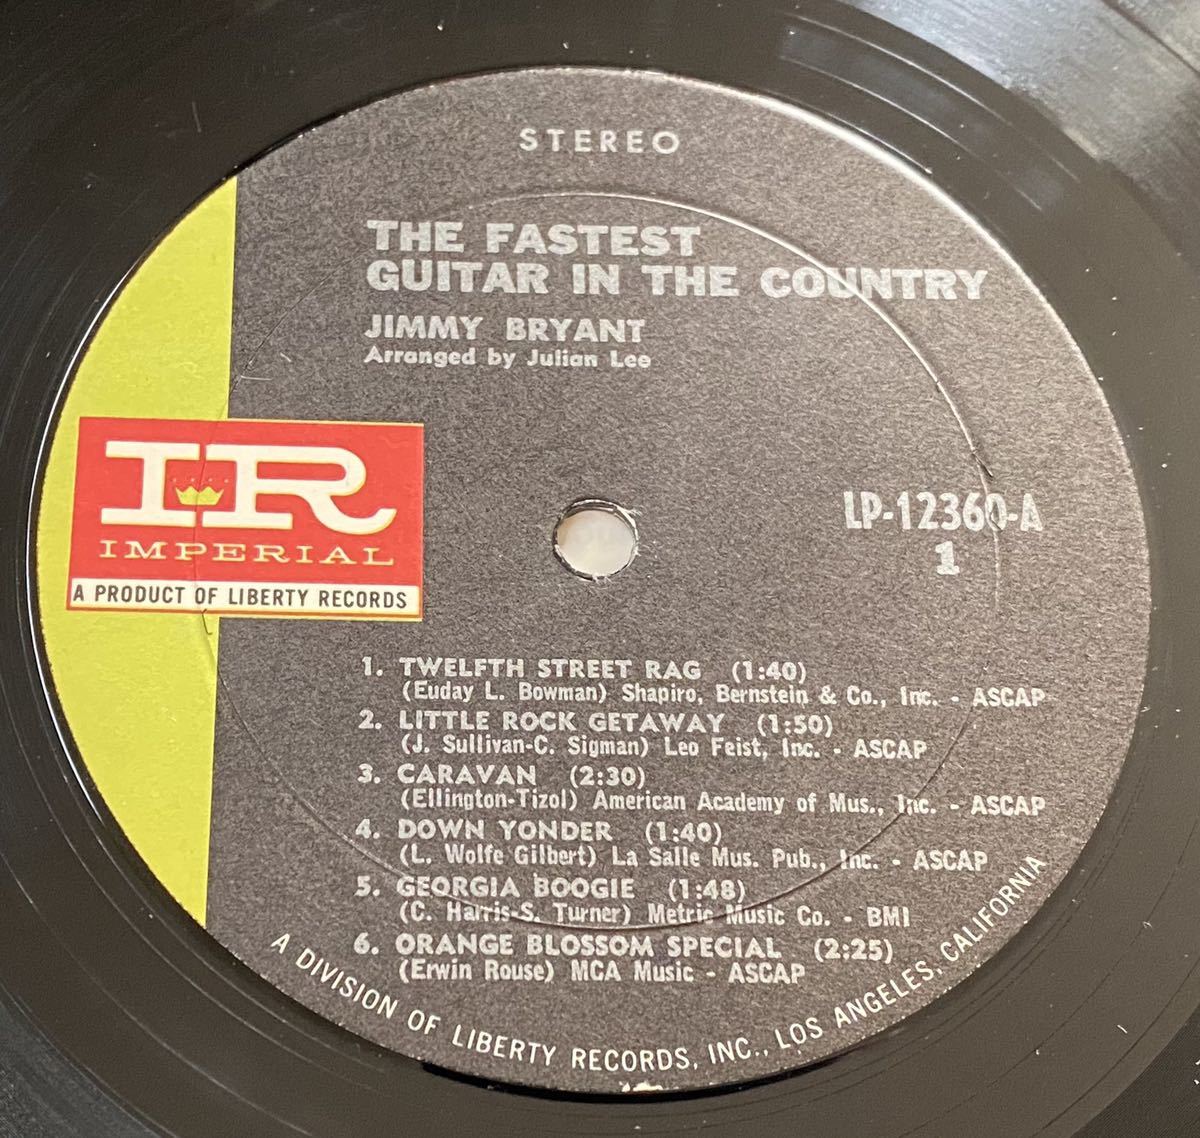 STEREO
THE FASTEST
GUITAR IN THE COUNTRY
JIMMY BRYANT
Arranged by Julian Lee
IR
IMPERIAL
A PRODUCT OF LIBERTY RECORDS
LP-12360-A
1
1. TWELFTH STREET RAG (1:40)
(Euday L. Bowman) Shapiro, Bernstein & Co., Inc. - ASCAP
2. LITTLE ROCK GETAWAY (1:50)
(J. Sullivan-C. Sigman) Leo Feist, Inc. - ASCAP
3. CARAVAN (2:30)
(Ellington-Tizol) American Academy of Mus., Inc. - ASCAP
4. DOWN YONDER (1:40)
(L. Wolfe Gilbert) La Salle Mus. Pub., Inc. - ASCAP
5. GEORGIA BOOGIE (1:48)
(C. Harris-S. Turner) Metric Music Co. - BMI
6. ORANGE BLOSSOM SPECIAL (2:25)
(Erwin Rouse) MCA Music - ASCAP
A DIVISION OF LIBERTY RECORDS, INC., LOS ANGELES, CALIFORNIA